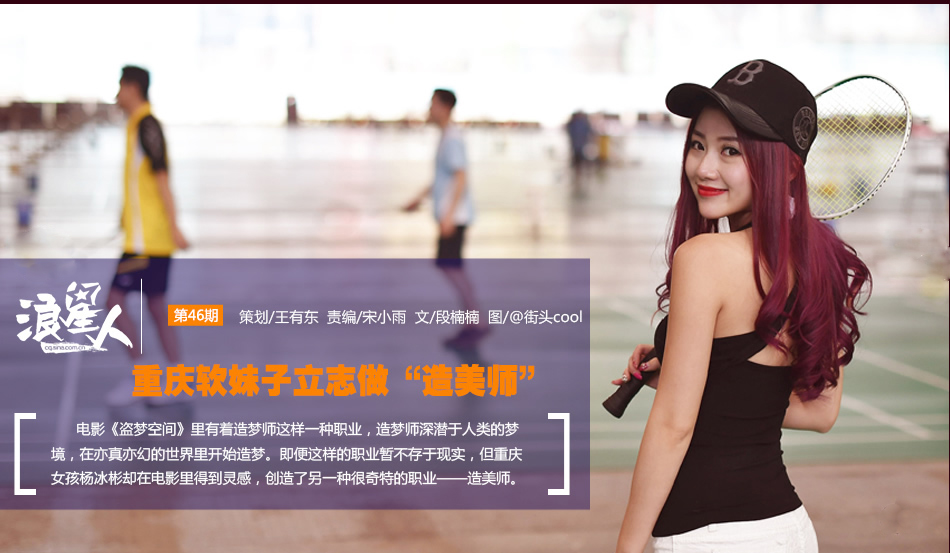 B
浪星闯人
cq.sina.com.cn
第46期 策划/王有东 责编/宋小雨 文/段楠楠 图/@街头cool
重庆软妹子立志做“造美师”
电影《盗梦空间》里有着造梦师这样一种职业，造梦师深潜于人类的梦
境，在亦真亦幻的世界里开始造梦。即便这样的职业暂不存于现实，但重庆
女孩杨冰彬却在电影里得到灵感，创造了另一种很奇特的职业——造美师。